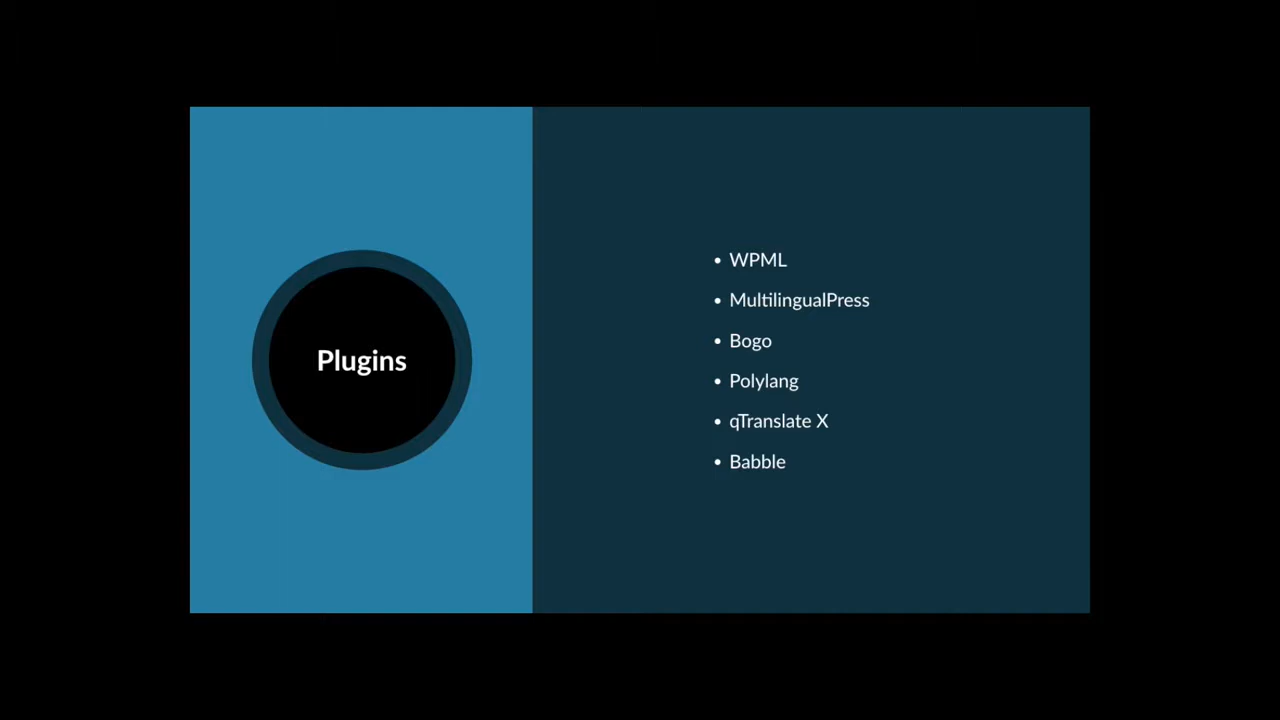 Plugins
• WPML
• MultilingualPress
• Bogo
• Polylang
• qTranslate X
• Babble